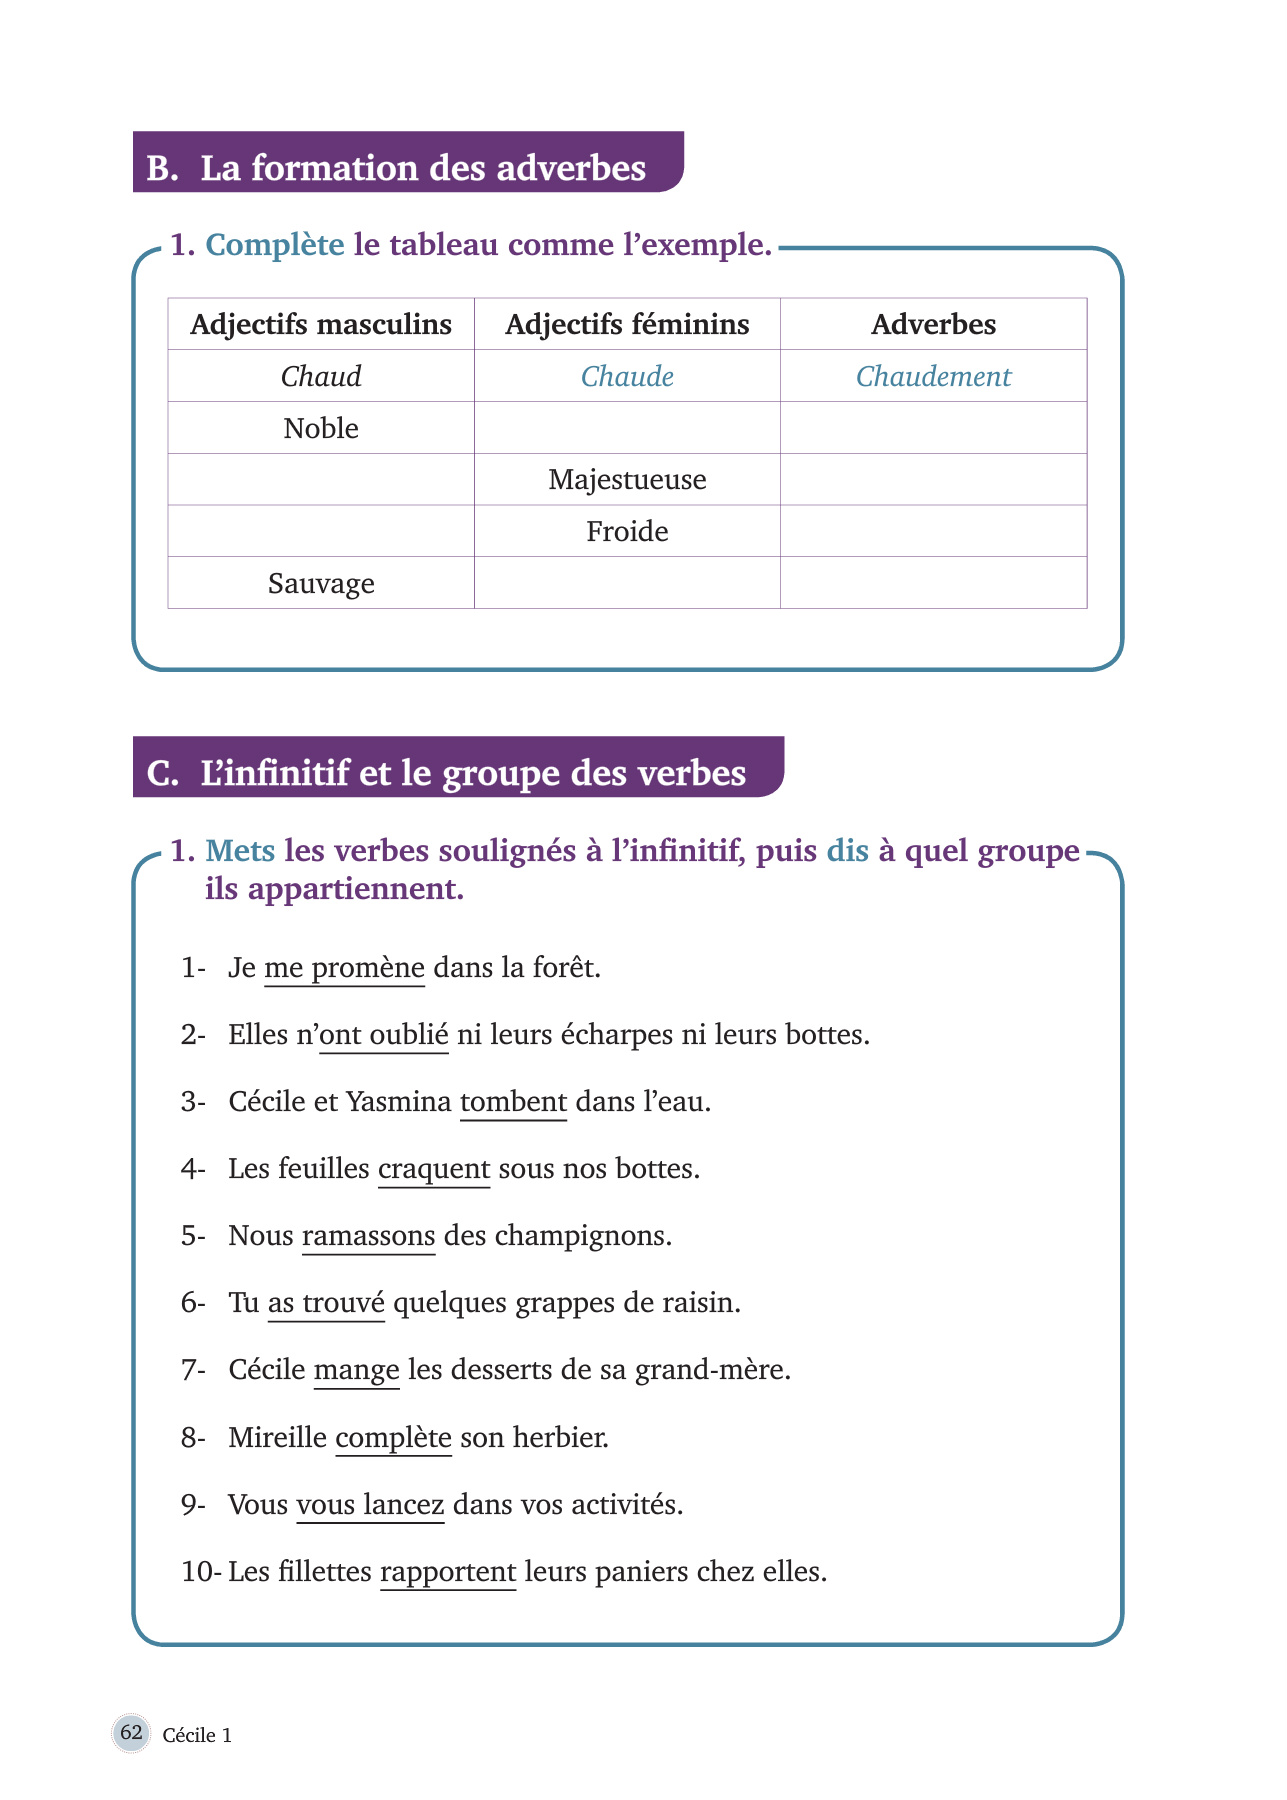 B. La formation des adverbes
1. Complète le tableau comme l’exemple.
Adjectifs masculins Adjectifs féminins Adverbes
Chaud Chaude Chaudement
Noble
Majestueuse
Froide
Sauvage
C. L’infinitif et le groupe des verbes
1. Mets les verbes soulignés à l’infinitif, puis dis à quel groupe
ils appartiennent.
1- Je me promène dans la forêt.
2- Elles n’ont oublié ni leurs écharpes ni leurs bottes.
3- Cécile et Yasmina tombent dans l’eau.
4- Les feuilles craquent sous nos bottes.
5- Nous ramassons des champignons.
6- Tu as trouvé quelques grappes de raisin.
7- Cécile mange les desserts de sa grand-mère.
8- Mireille complète son herbier.
9- Vous vous lancez dans vos activités.
10- Les fillettes rapportent leurs paniers chez elles.
62 Cécile 1